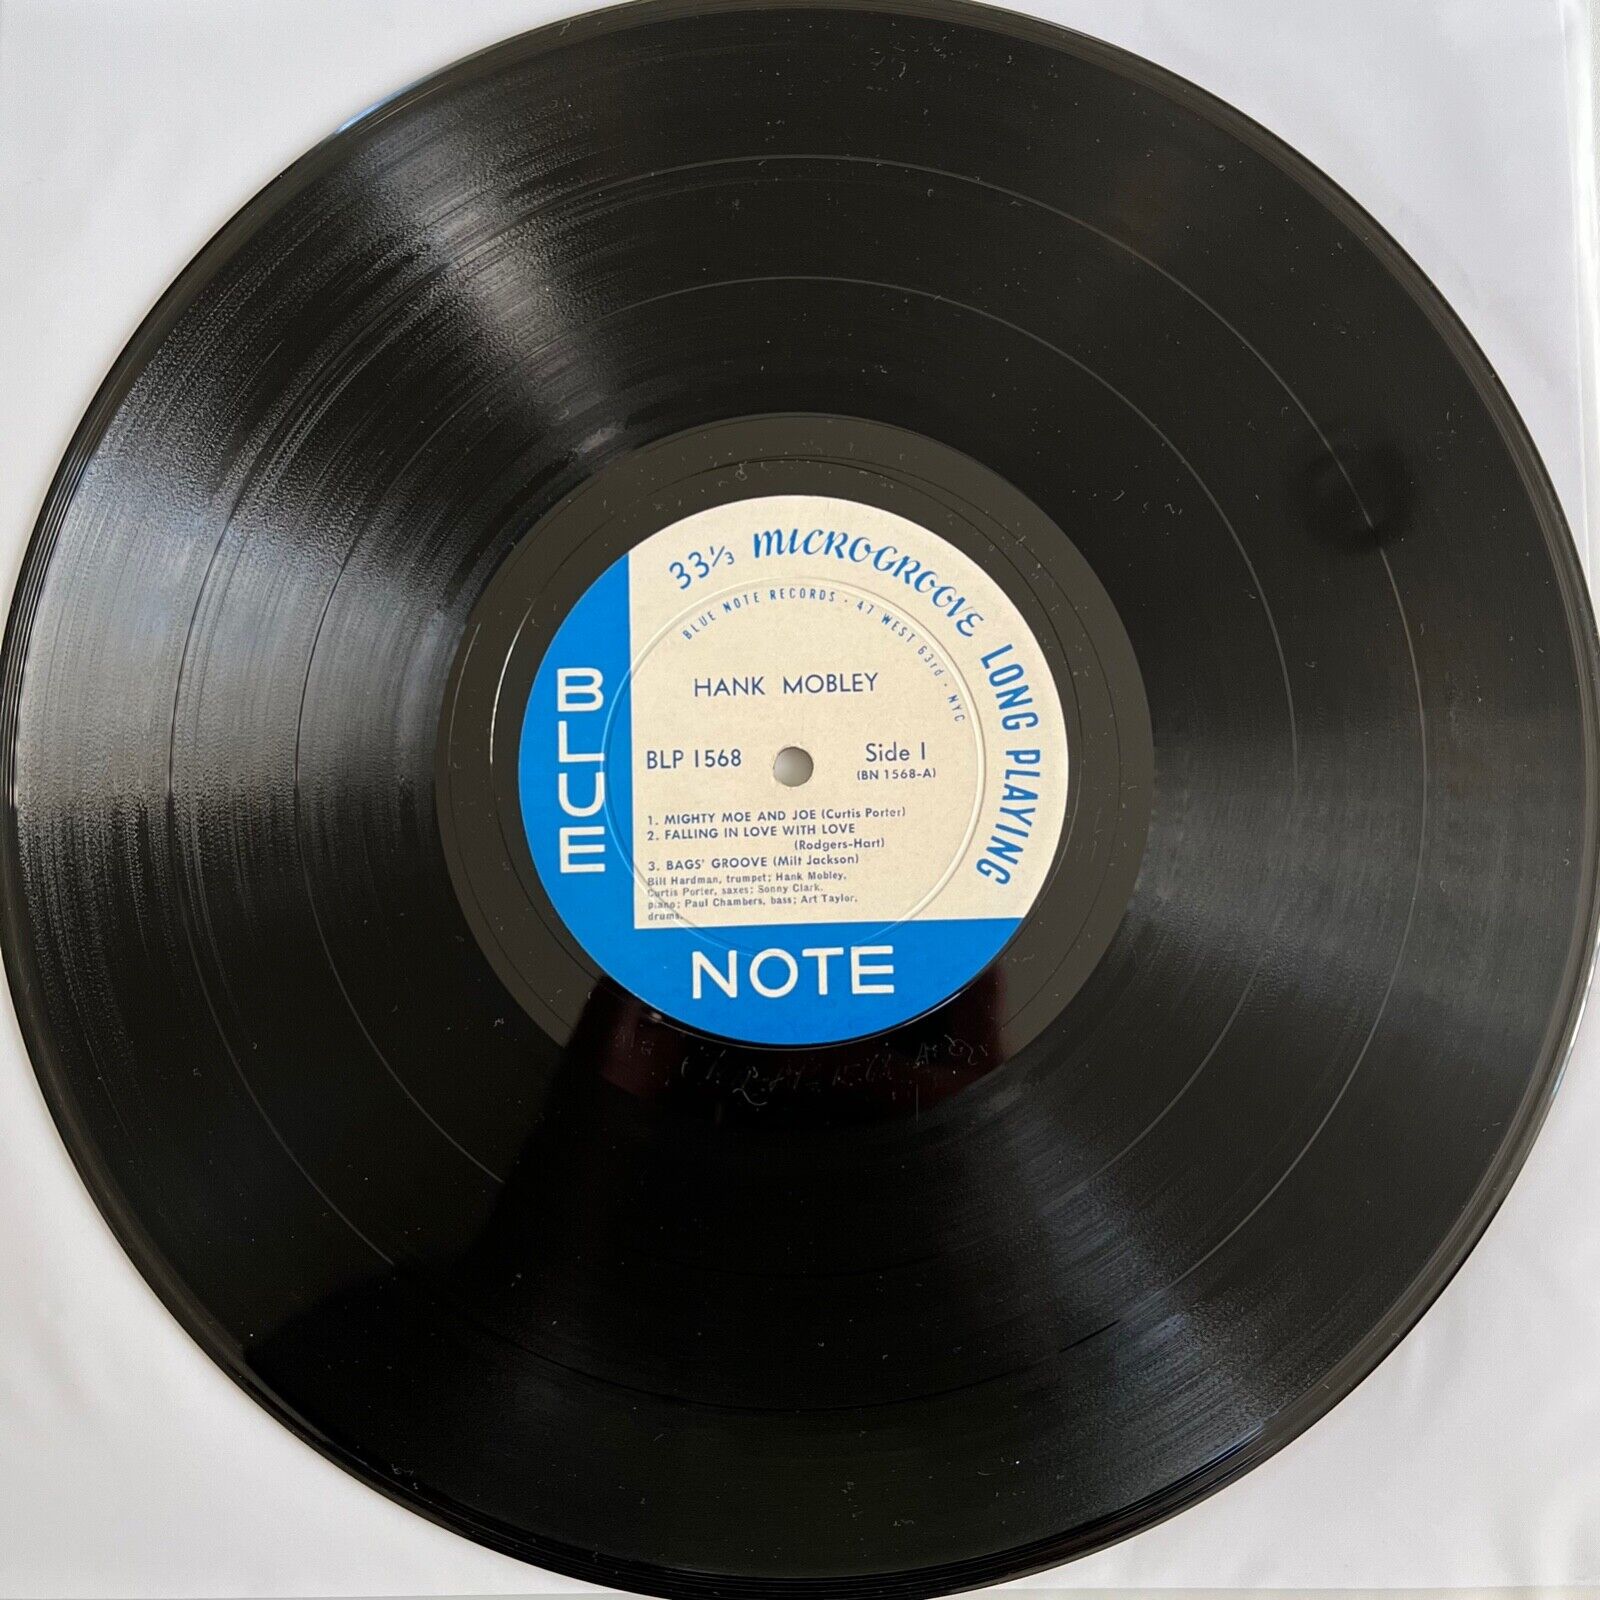 33⅓ MICROGROOVE LONG PLAYING
BLUE NOTE RECORDS · 47 WEST 63rd · NYC
HANK MOBLEY
BLP 1568
Side 1
(BN 1568-A)
1. MIGHTY MOE AND JOE (Curtis Porter)
2. FALLING IN LOVE WITH LOVE
(Rodgers-Hart)
3. BAGS' GROOVE (Milt Jackson)
Bill Hardman, trumpet; Hank Mobley,
Curtis Porter, saxes; Sonny Clark,
piano; Paul Chambers, bass; Art Taylor,
drums.
BLUE
NOTE